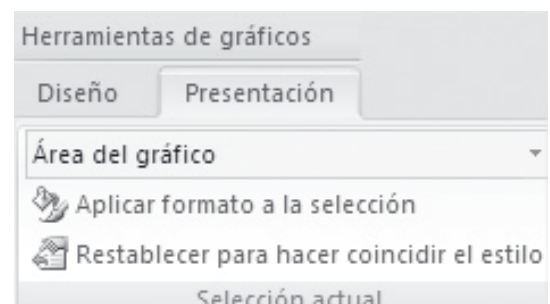 Herramientas de gráficos
Diseño Presentación
Área del gráfico
Aplicar formato a la selección
Restablecer para hacer coincidir el estilo
Selección actual